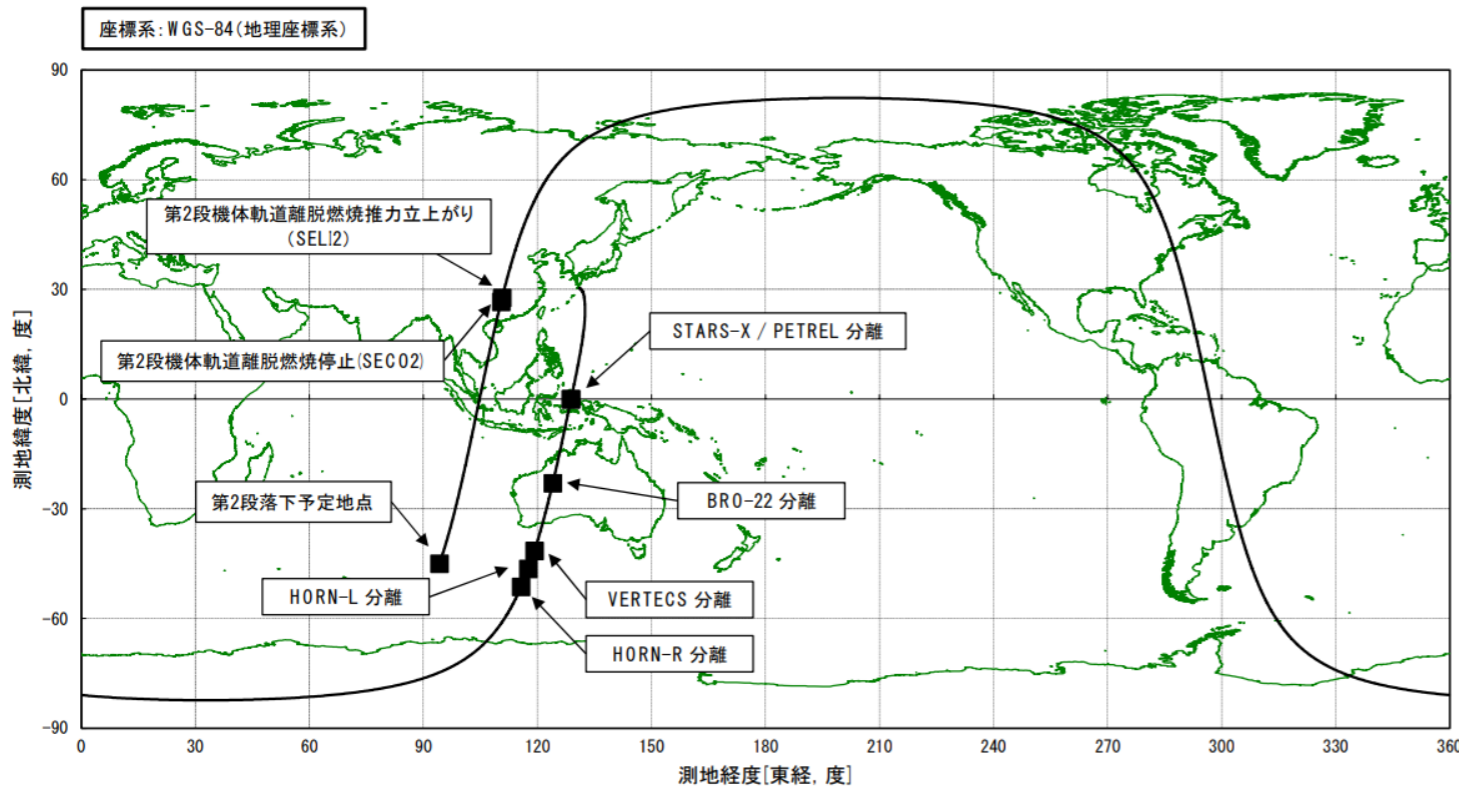 座標系:WGS-84(地理座標系)
90
60
30
0
-30
-60
-90
測地緯度[北緯, 度]
第2段機体軌道離脱燃焼推力立上がり
(SELI2)
第2段機体軌道離脱燃焼停止(SECO2)
STARS-X / PETREL 分離
BRO-22 分離
第2段落下予定地点
HORN-L 分離
VERTECS 分離
HORN-R 分離
0 30 60 90 120 150 180 210 240 270 300 330 360
測地経度[東経, 度]